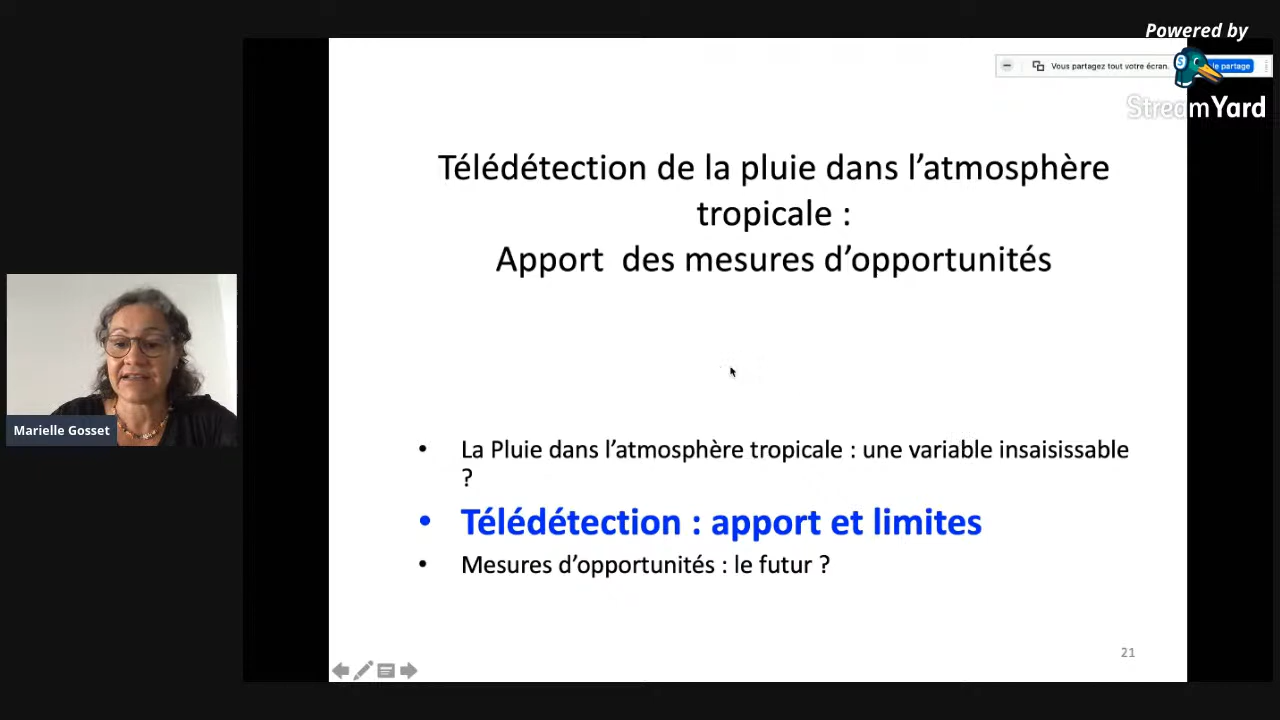 Powered by
StreamYard
Vous partagez tout votre écran.
le partage
Télédétection de la pluie dans l’atmosphère
tropicale :
Apport des mesures d’opportunités
Marielle Gosset
• La Pluie dans l’atmosphère tropicale : une variable insaisissable
?
• Télédétection : apport et limites
• Mesures d’opportunités : le futur ?
21